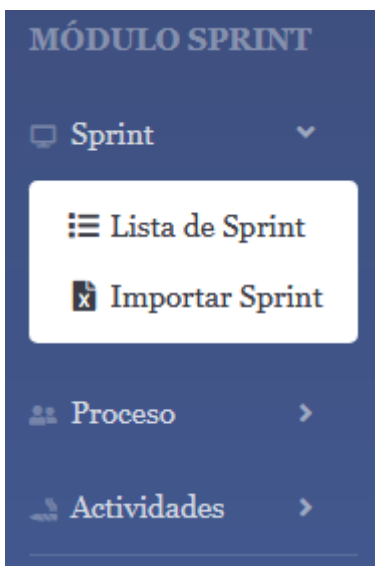 MÓDULO SPRINT
Sprint
Lista de Sprint
Importar Sprint
Proceso
Actividades